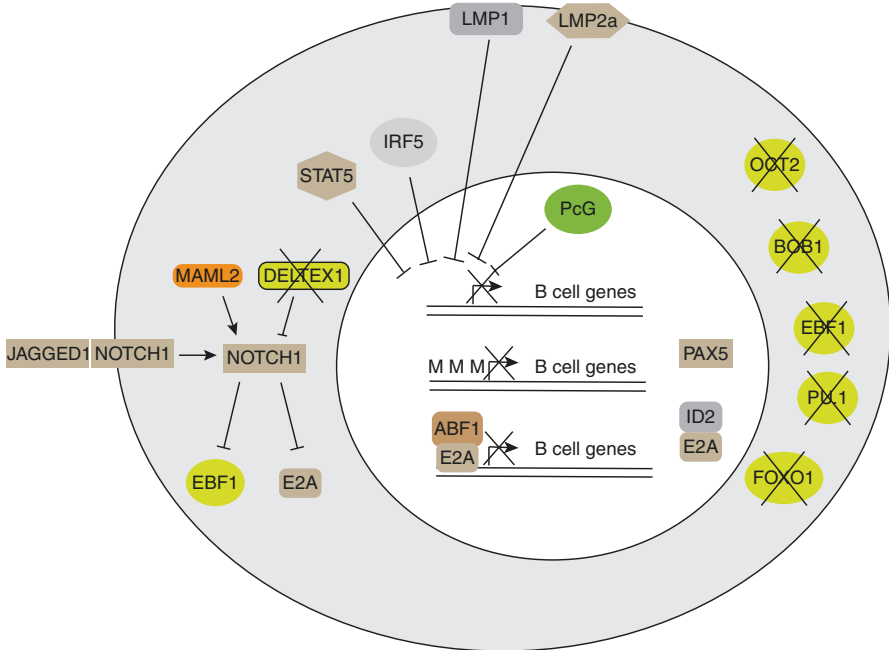 LMP1
LMP2a
IRF5
STAT5
OCT2
PcG
BOB1
MAML2
DELTEX1
B cell genes
EBF1
JAGGED1 NOTCH1
NOTCH1
PAX5
M M M
B cell genes
PU.1
ID2
ABF1
E2A
B cell genes
E2A
EBF1
E2A
FOXO1